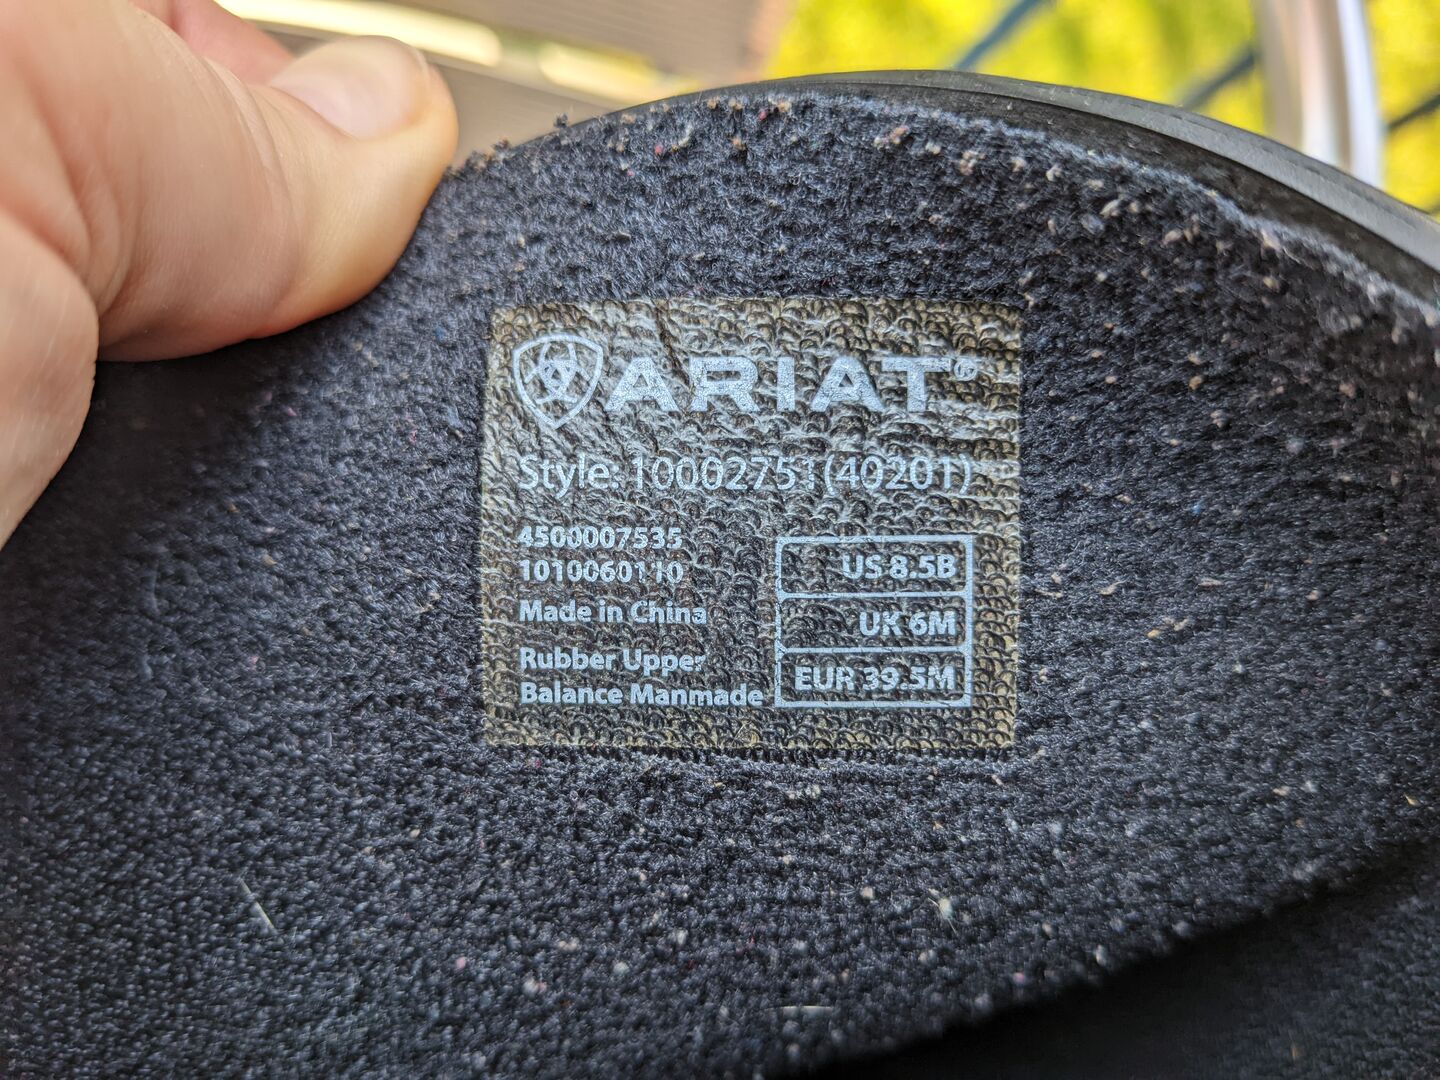 ARIAT®
Style: 10002751(40201)
4500007535
1010060110
Made in China
Rubber Upper
Balance Manmade
US 8.5B
UK 6M
EUR 39.5M